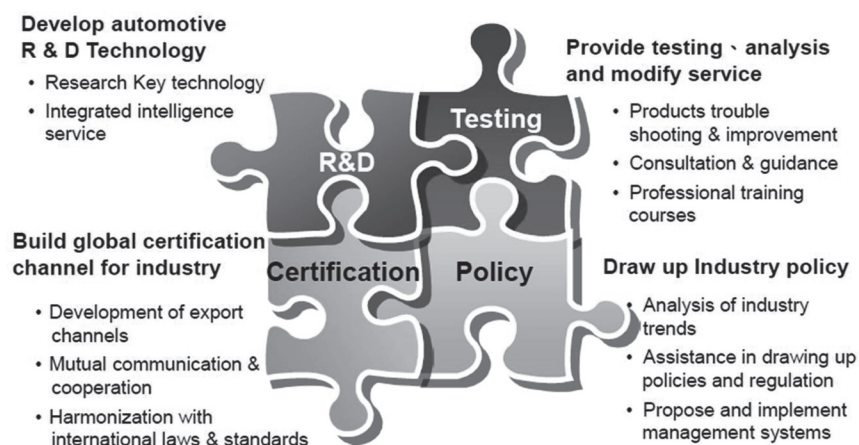 Develop automotive
R & D Technology
• Research Key technology
• Integrated intelligence
service
Provide testing、analysis
and modify service
• Products trouble
shooting & improvement
• Consultation & guidance
• Professional training
courses
R&D
Testing
Certification
Policy
Build global certification
channel for industry
• Development of export
channels
• Mutual communication &
cooperation
• Harmonization with
international laws & standards
Draw up Industry policy
• Analysis of industry
trends
• Assistance in drawing up
policies and regulation
• Propose and implement
management systems